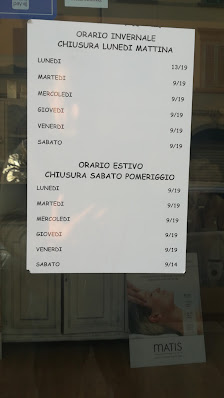 ORARIO INVERNALE
CHIUSURA LUNEDI MATTINA
LUNEDI 13/19
MARTEDI 9/19
MERCOLEDI 9/19
GIOVEDI 9/19
VENERDI 9/19
SABATO 9/19
ORARIO ESTIVO
CHIUSURA SABATO POMERIGGIO
LUNEDI 9/19
MARTEDI 9/19
MERCOLEDI 9/19
GIOVEDI 9/19
VENERDI 9/19
SABATO 9/14
MATIS